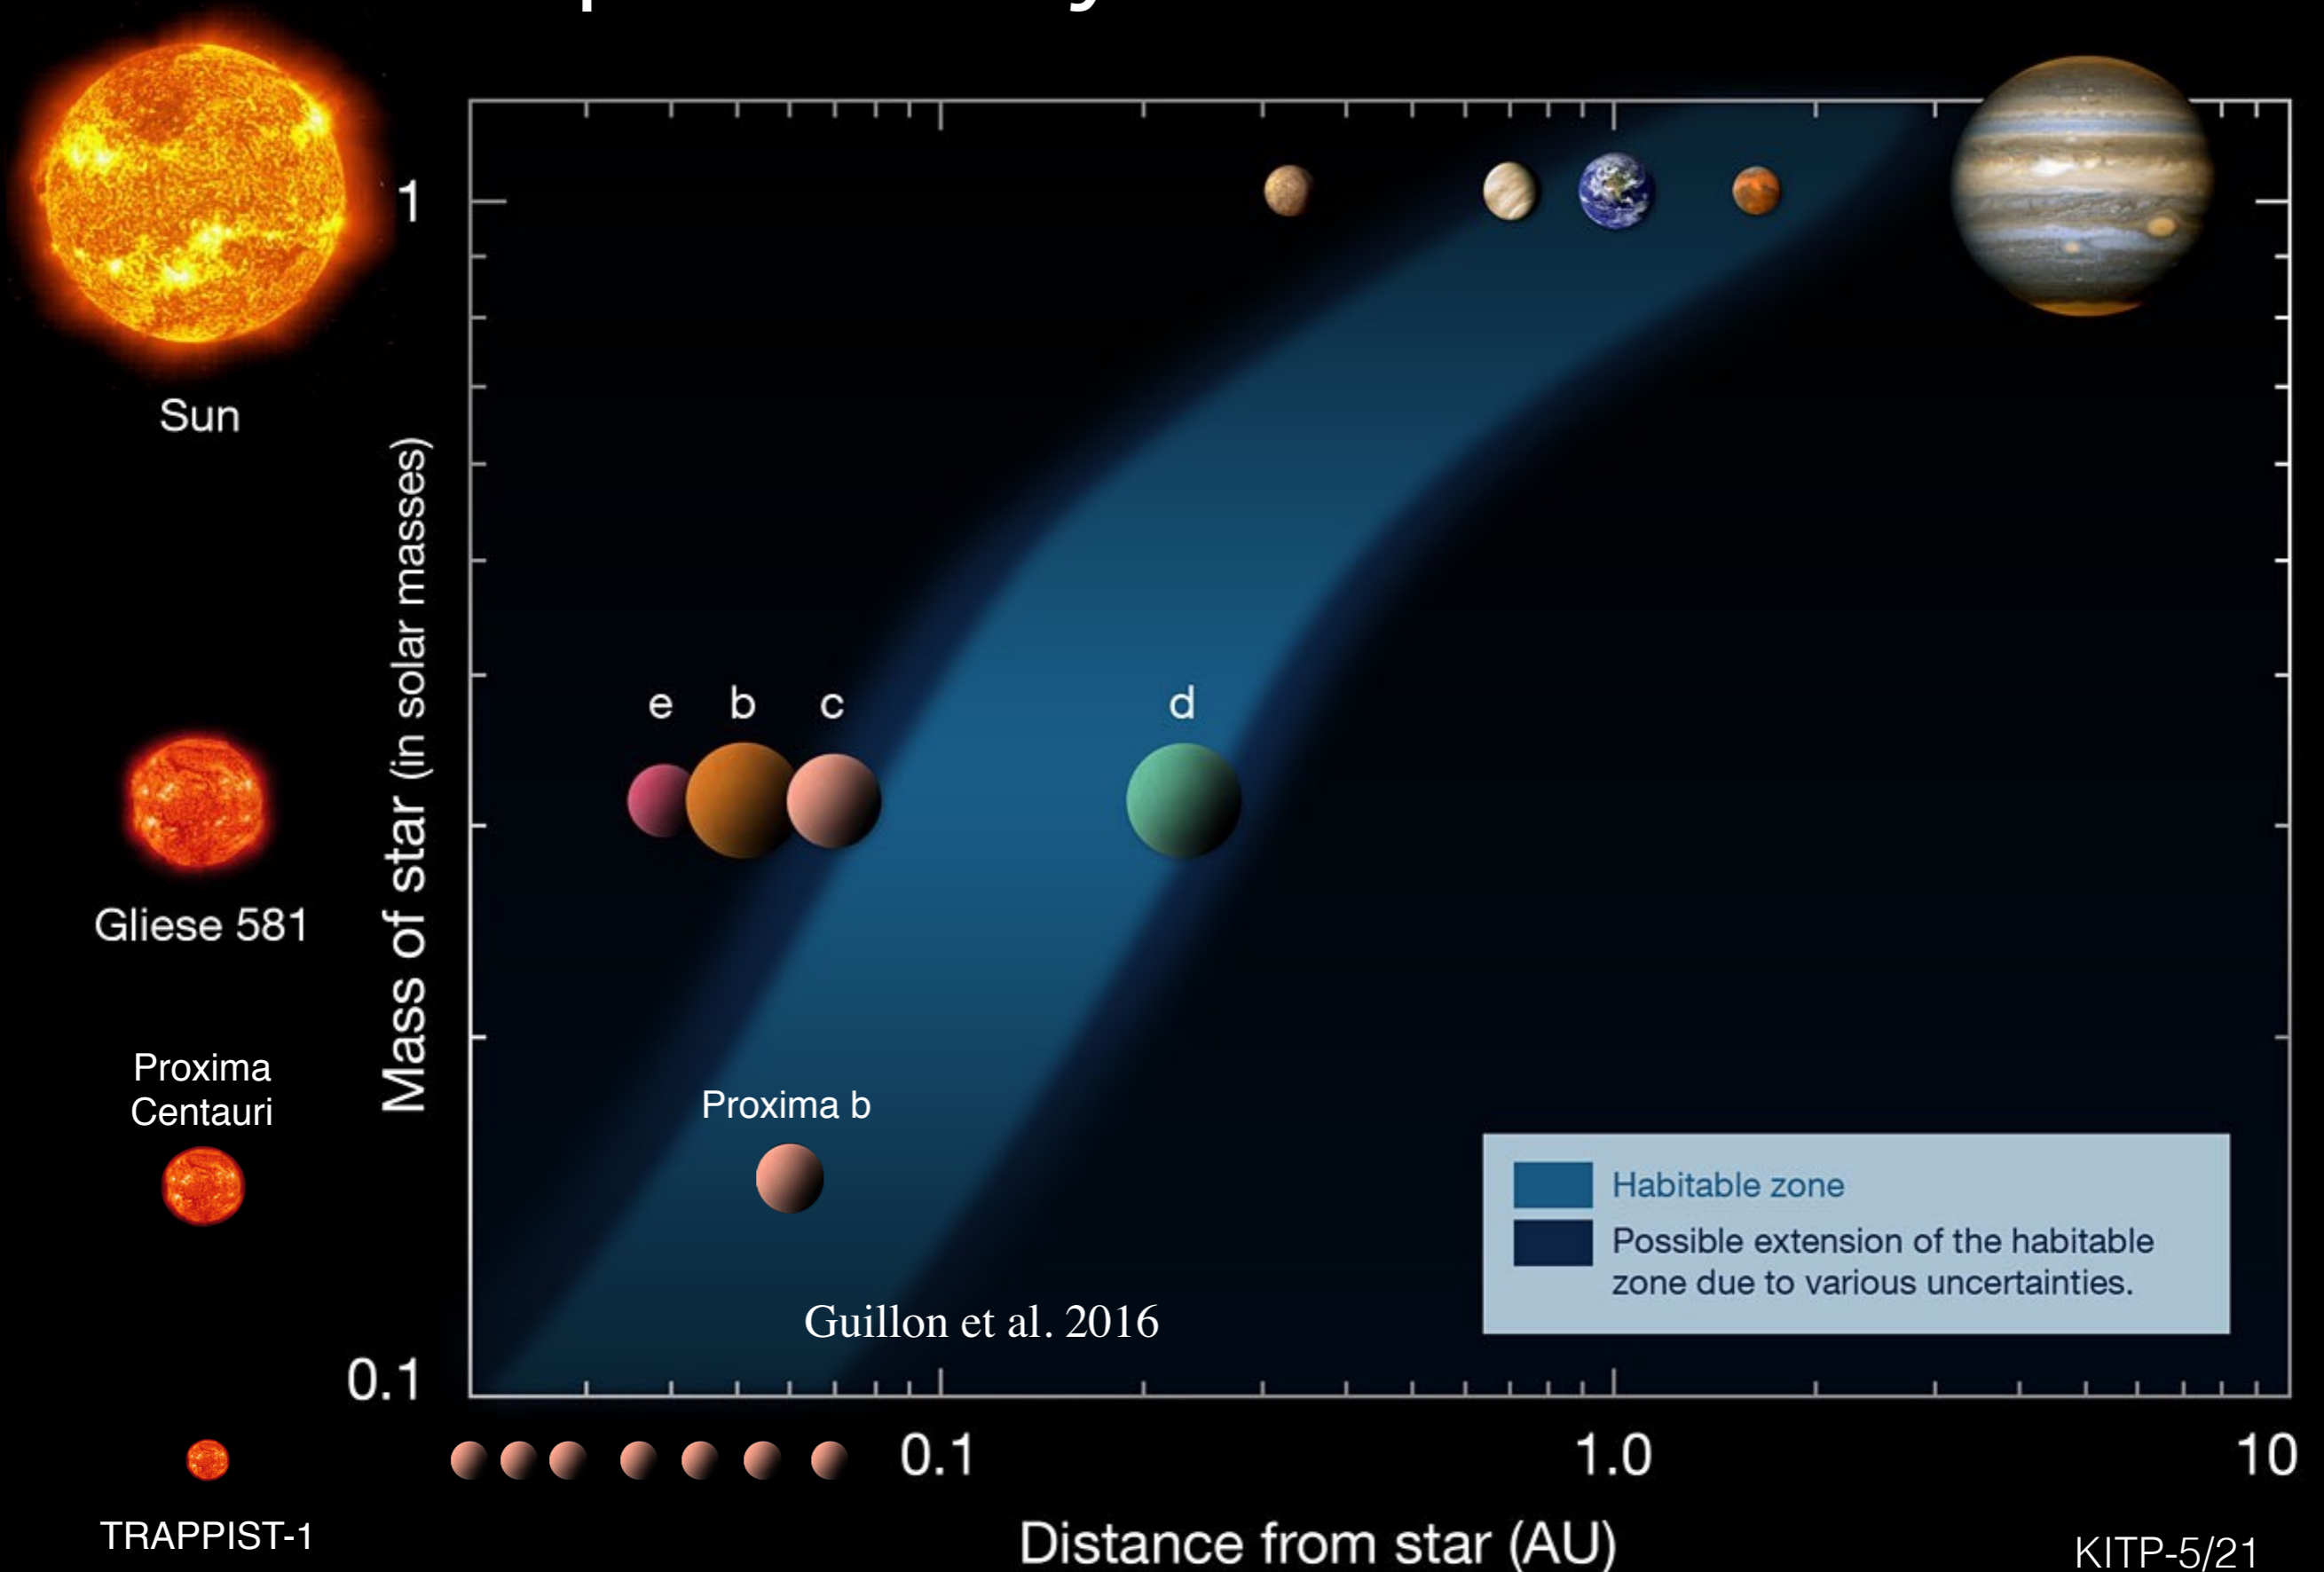 Sun
Gliese 581
Proxima
Centauri
TRAPPIST-1
Mass of star (in solar masses)
1
0.1
e b c d
Proxima b
Guillon et al. 2016
Habitable zone
Possible extension of the habitable
zone due to various uncertainties.
0.1 1.0 10
Distance from star (AU)
KITP-5/21